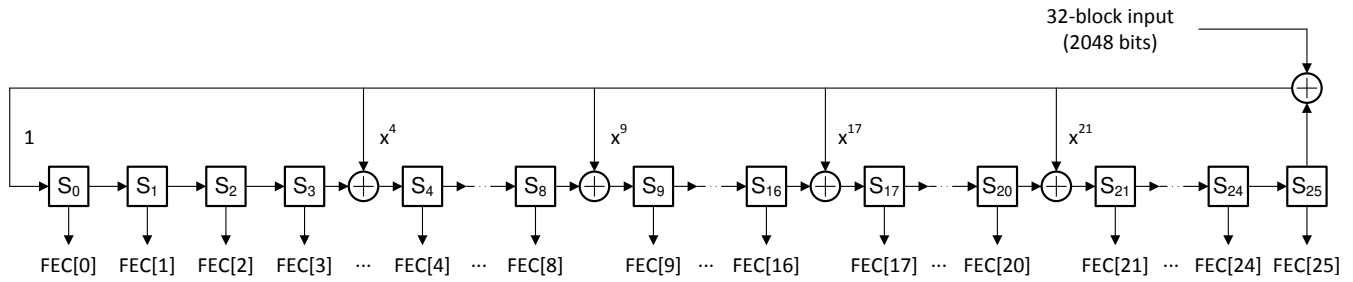 32-block input
(2048 bits)
1 x⁴ x⁹ x¹⁷ x²¹
S₀ S₁ S₂ S₃ S₄ S₈ S₉ S₁₆ S₁₇ S₂₀ S₂₁ S₂₄ S₂₅
FEC[0] FEC[1] FEC[2] FEC[3] ... FEC[4] ... FEC[8] FEC[9] ... FEC[16] FEC[17] ... FEC[20] FEC[21] ... FEC[24] FEC[25]